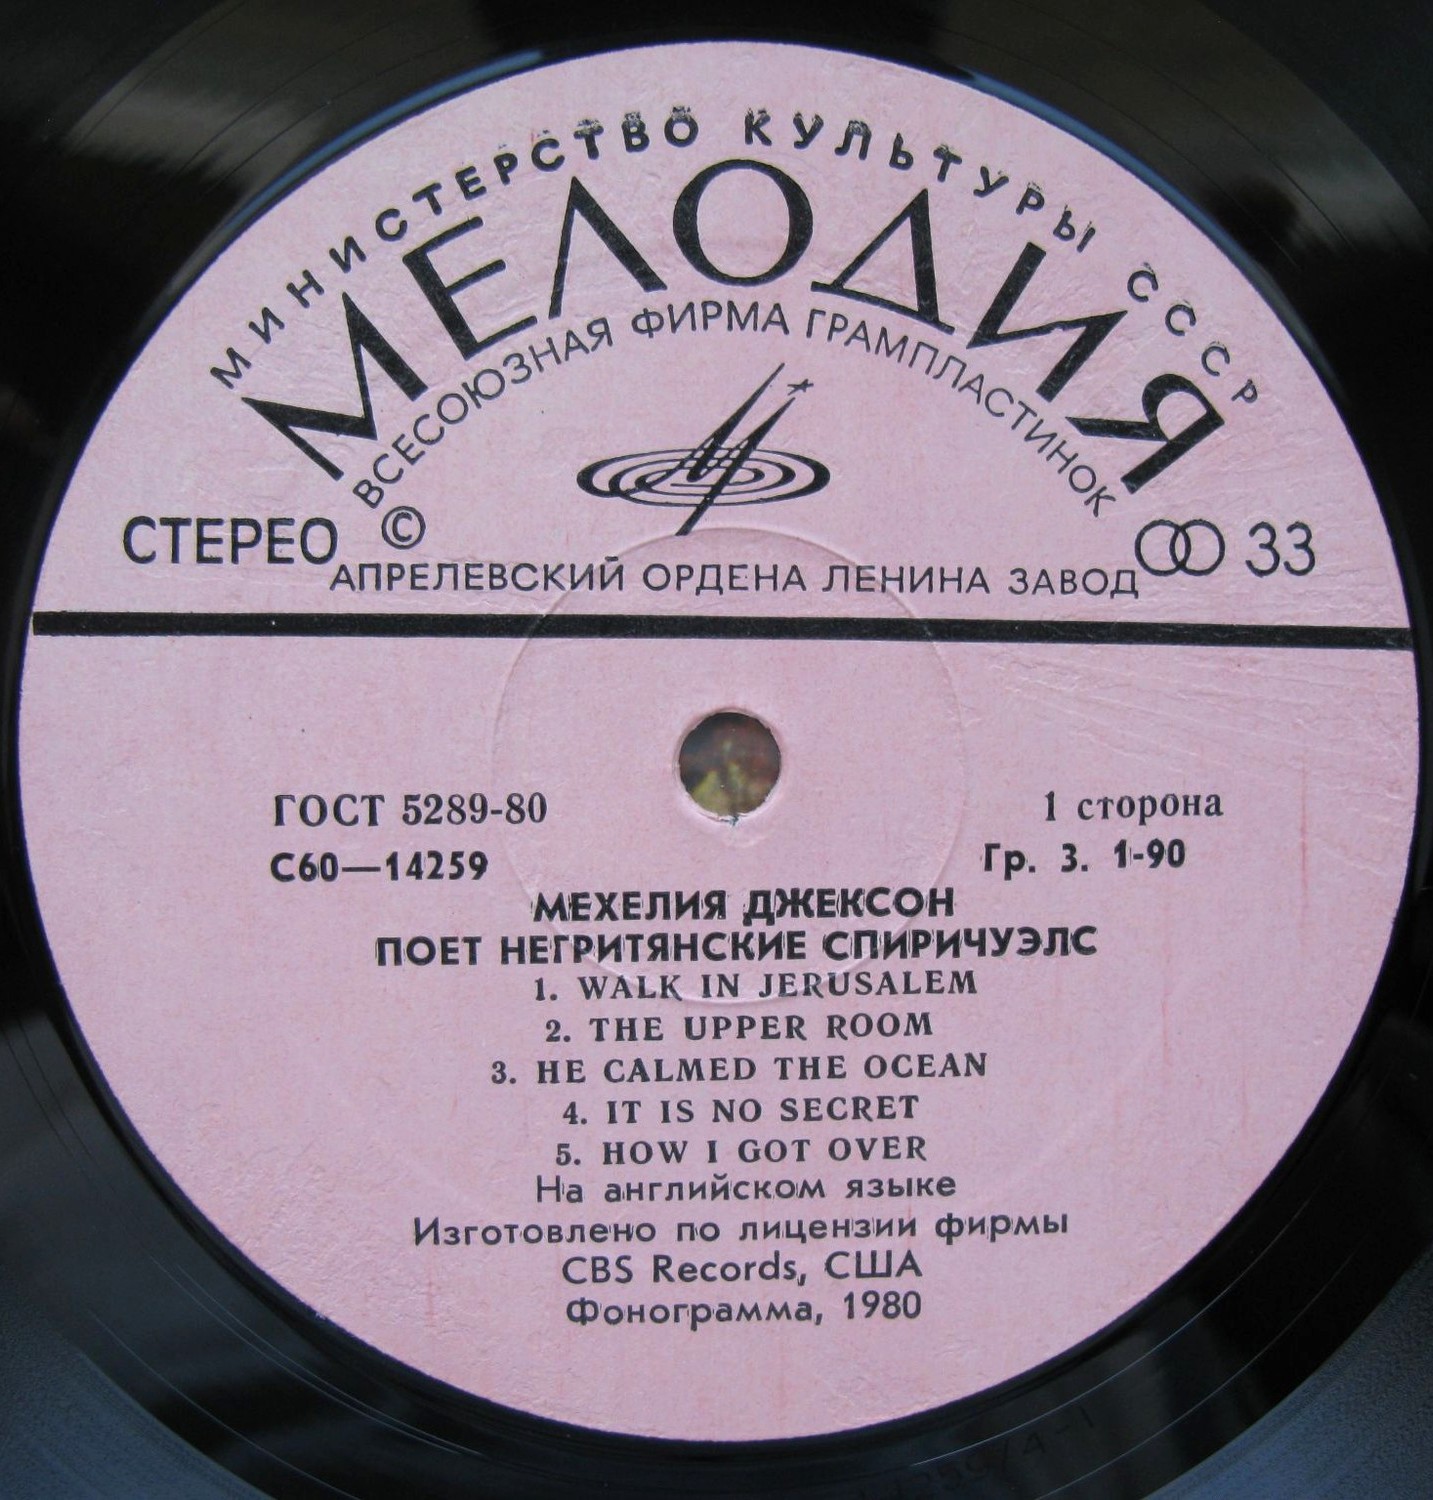 МИНИСТЕРСТВО КУЛЬТУРЫ СССР
МЕЛОДИЯ
ВСЕСОЮЗНАЯ ФИРМА ГРАМПЛАСТИНОК
СТЕРЕО © 33
АПРЕЛЕВСКИЙ ОРДЕНА ЛЕНИНА ЗАВОД
ГОСТ 5289-80 1 сторона
С60—14259 Гр. 3. 1-90
МЕХЕЛИЯ ДЖЕКСОН
ПОЕТ НЕГРИТЯНСКИЕ СПИРИЧУЭЛС
1. WALK IN JERUSALEM
2. THE UPPER ROOM
3. HE CALMED THE OCEAN
4. IT IS NO SECRET
5. HOW I GOT OVER
На английском языке
Изготовлено по лицензии фирмы
CBS Records, США
Фонограмма, 1980